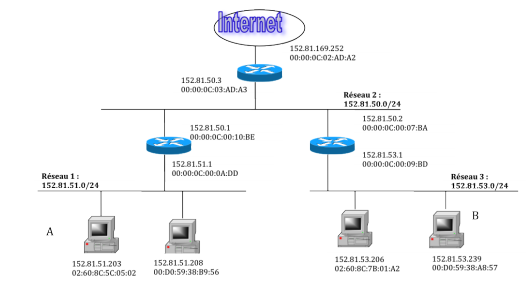 Internet
152.81.169.252
00:00:0C:02:AD:A2
152.81.50.3
00:00:0C:03:AD:A3
Réseau 2 :
152.81.50.0/24
152.81.50.1
00:00:0C:00:10:BE
152.81.50.2
00:00:0C:00:07:BA
152.81.51.1
00:00:0C:00:0A:DD
152.81.53.1
00:00:0C:00:09:BD
Réseau 1 :
152.81.51.0/24
Réseau 3 :
152.81.53.0/24
A
B
152.81.51.203
02:60:8C:5C:05:02
152.81.51.208
00:D0:59:38:B9:56
152.81.53.206
02:60:8C:7B:01:A2
152.81.53.239
00:D0:59:38:A8:57